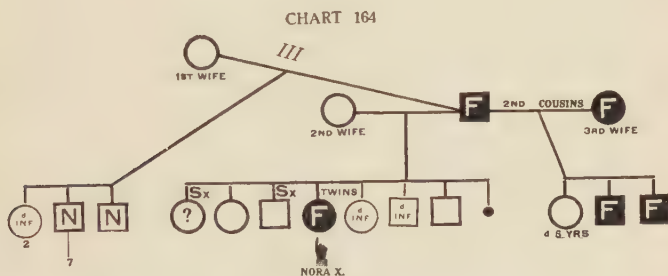 CHART 164
III
1ST WIFE
2ND WIFE
F
2ND COUSINS
F
3RD WIFE
Sx
Sx
TWINS
d INF
N
N
?
F
d INF
d INF
F
F
2
7
d 5 YRS
NORA X.